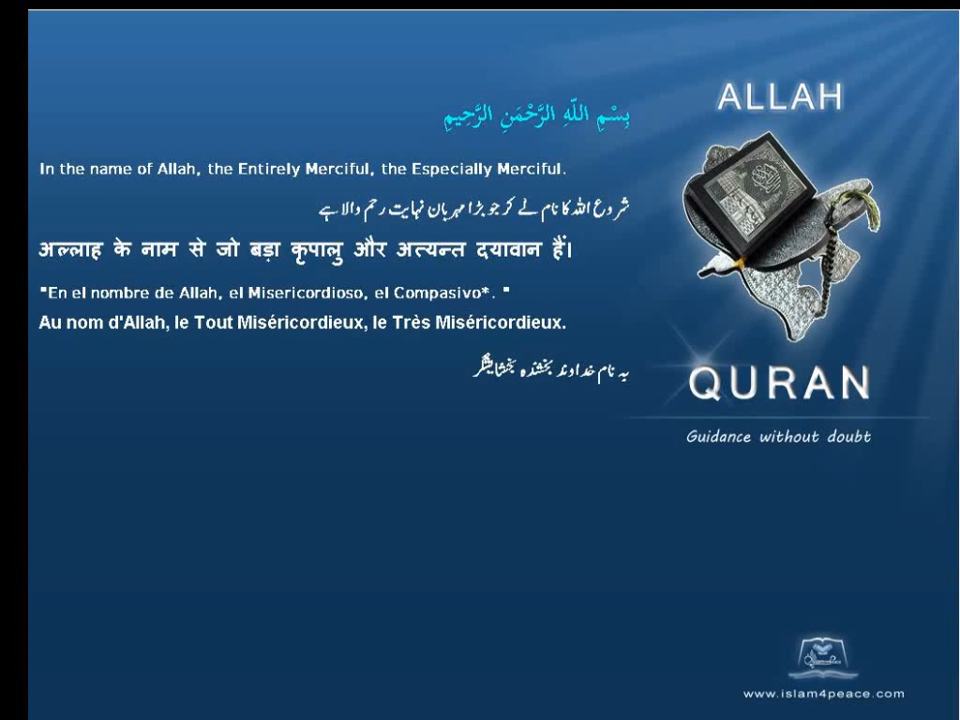 بِسْمِ اللَّهِ الرَّحْمَنِ الرَّحِيمِ
In the name of Allah, the Entirely Merciful, the Especially Merciful.
شروع اللہ کا نام لے کر جو بڑا مہربان نہایت رحم والا ہے
अल्लाह के नाम से जो बड़ा कृपालु और अत्यन्त दयावान हैं।
"En el nombre de Allah, el Misericordioso, el Compasivo*. "
Au nom d'Allah, le Tout Miséricordieux, le Très Miséricordieux.
به نام خداوند بخشنده بخشایشگر
ALLAH
QURAN
Guidance without doubt
www.islam4peace.com